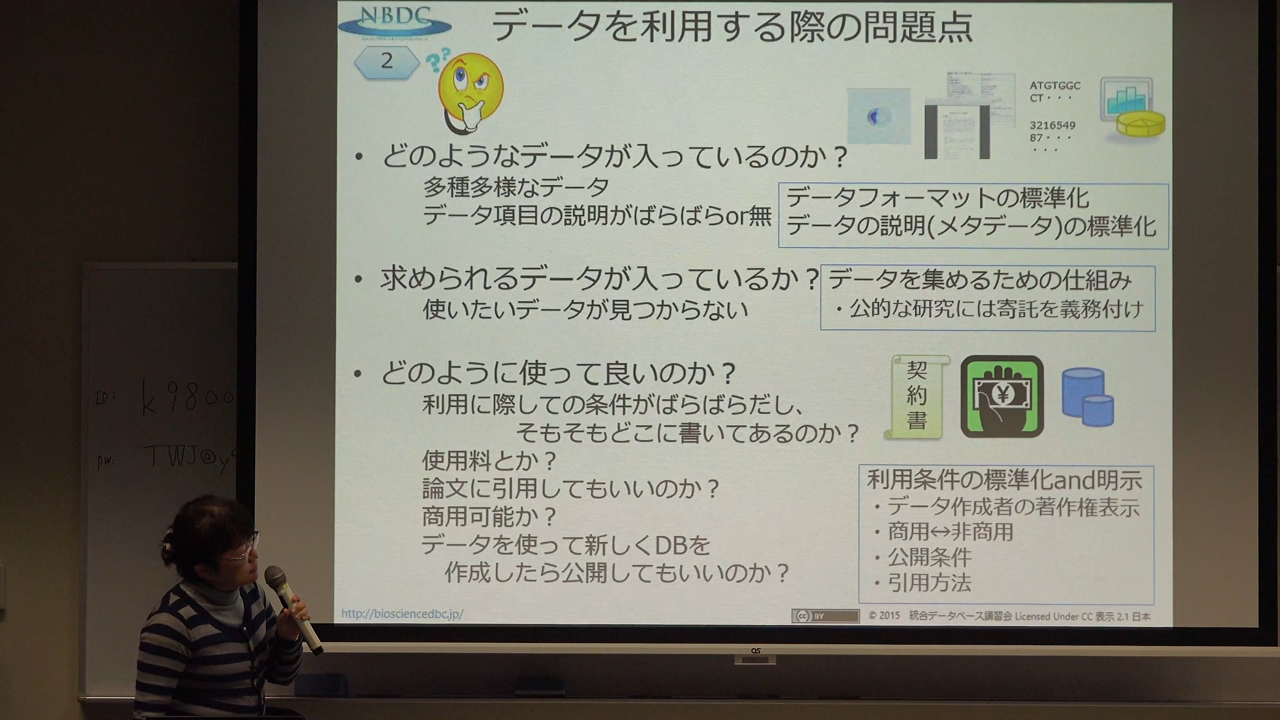 NBDC
データを利用する際の問題点
2
??
ATGTGGC
CT・・・
3216549
87・・・
・・・
• どのようなデータが入っているのか？
多種多様なデータ
データ項目の説明がばらばらor無
データフォーマットの標準化
データの説明(メタデータ)の標準化
• 求められるデータが入っているか？
使いたいデータが見つからない
データを集めるための仕組み
・公的な研究には寄託を義務付け
• どのように使って良いのか？
利用に際しての条件がばらばらだし、
そもそもどこに書いてあるのか？
使用料とか？
論文に引用してもいいのか？
商用可能か？
データを使って新しくDBを
作成したら公開してもいいのか？
契
約
書
¥
利用条件の標準化and明示
・データ作成者の著作権表示
・商用↔非商用
・公開条件
・引用方法
http://biosciencedbc.jp/
cc BY
© 2015 統合データベース講習会 Licensed Under CC 表示 2.1 日本
ID: k9800
pw: TWJ@y
OS